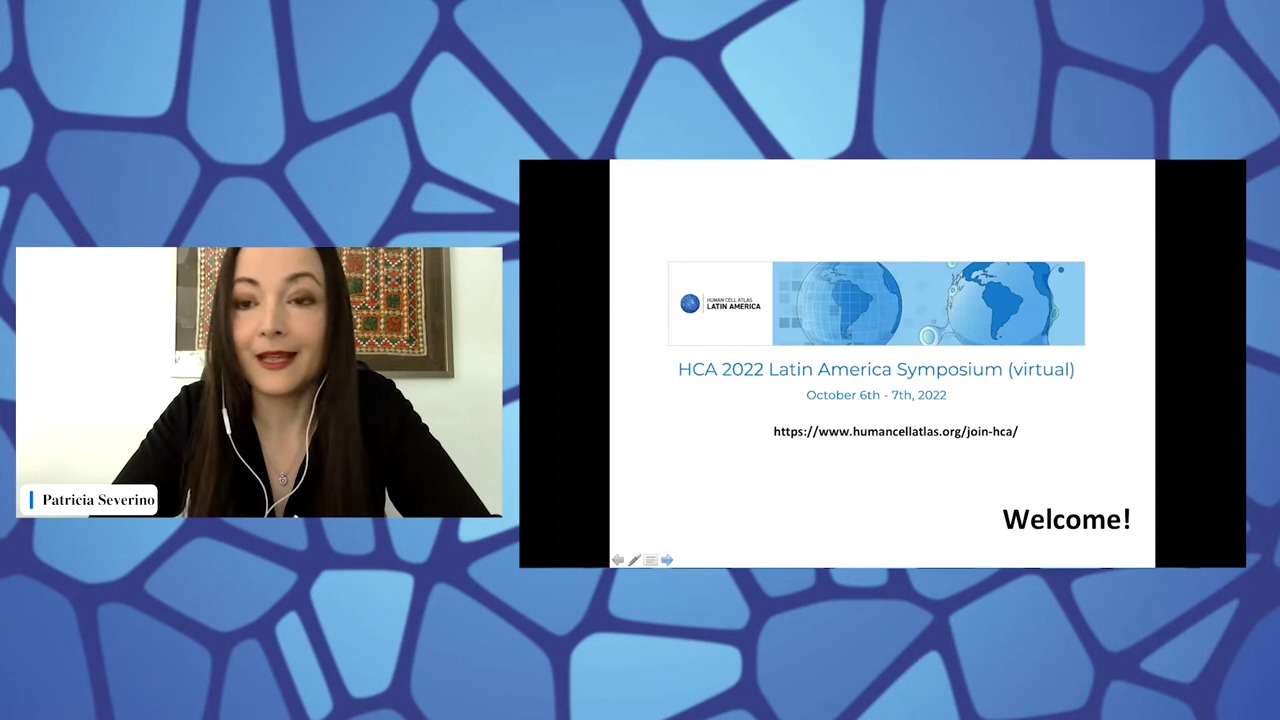 Patricia Severino
HUMAN CELL ATLAS
LATIN AMERICA
HCA 2022 Latin America Symposium (virtual)
October 6th - 7th, 2022
https://www.humancellatlas.org/join-hca/
Welcome!